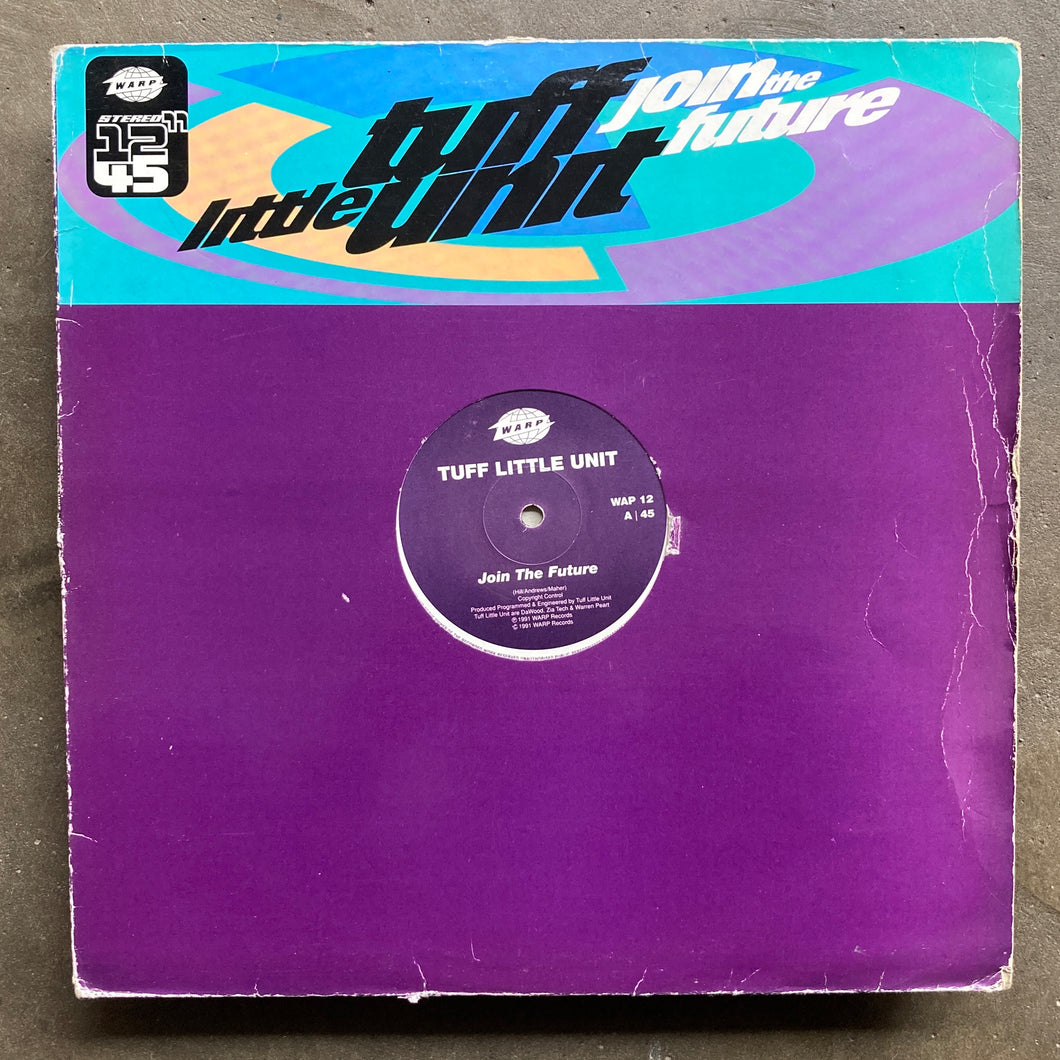 WARP
STEREO
12"
45
tuff
little unit
join the
future
WARP
TUFF LITTLE UNIT
WAP 12
A | 45
Join The Future
(Hill/Andrews/Maher)
Copyright Control
Produced Programmed & Engineered by Tuff Little Unit
Tuff Little Unit are DaWood, Zia Tech & Warren Peart
℗ 1991 WARP Records
© 1991 WARP Records